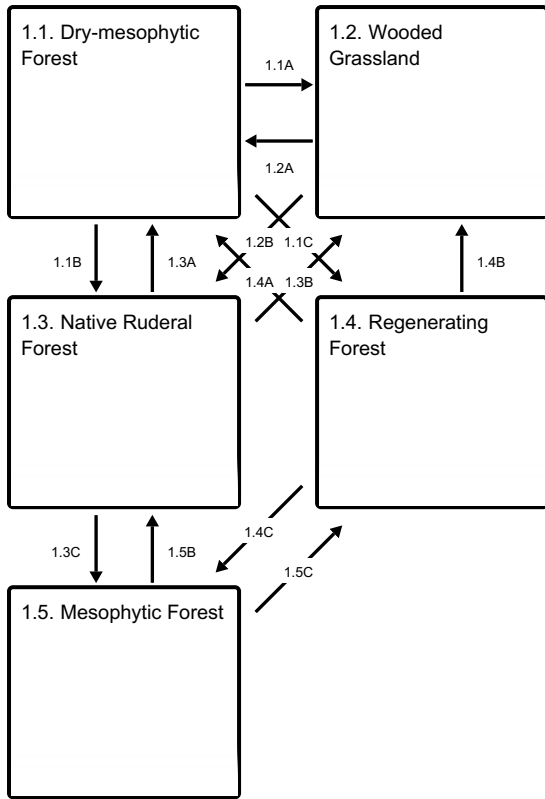 1.1. Dry-mesophytic
Forest
1.2. Wooded
Grassland
1.1A
1.2A
1.1B
1.3A
1.2B
1.1C
1.4A
1.3B
1.4B
1.3. Native Ruderal
Forest
1.4. Regenerating
Forest
1.3C
1.5B
1.4C
1.5C
1.5. Mesophytic Forest